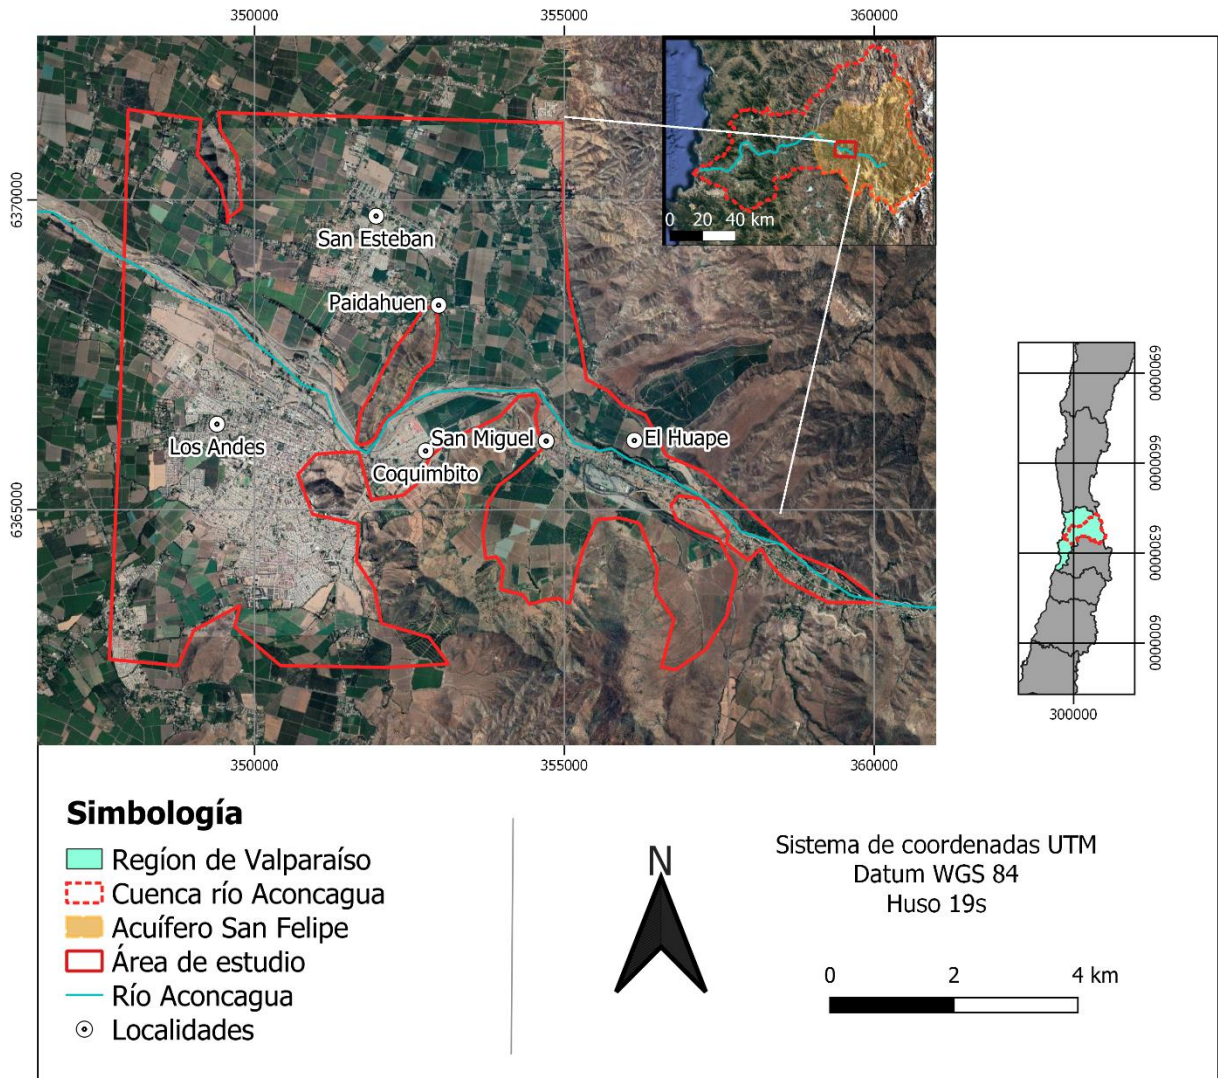 350000
355000
360000
6370000
6365000
San Esteban
Paidahuen
Los Andes
San Miguel
El Huape
Coquimbito
0 20 40 km
6900000
6600000
6300000
6000000
300000
350000
355000
360000
Simbología
Regíon de Valparaíso
Cuenca río Aconcagua
Acuífero San Felipe
Área de estudio
Río Aconcagua
Localidades
N
Sistema de coordenadas UTM
Datum WGS 84
Huso 19s
0 2 4 km